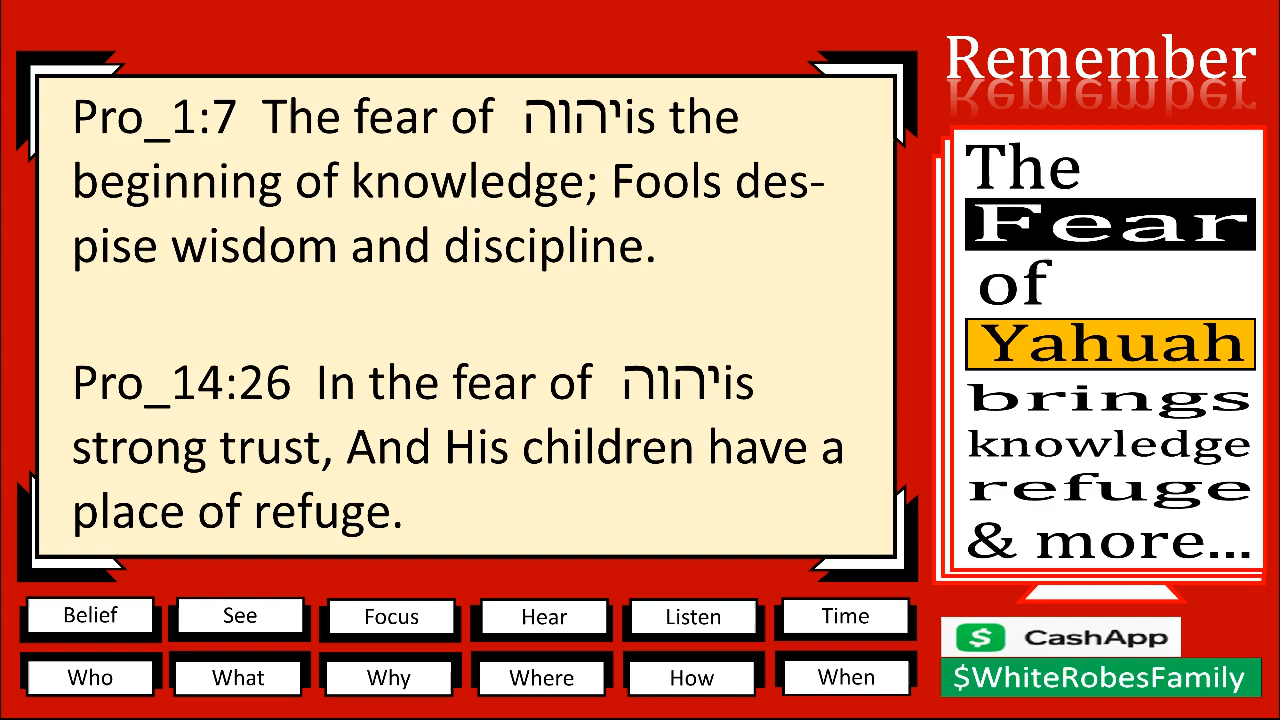 Pro_1:7 The fear of יהוה is the
beginning of knowledge; Fools des-
pise wisdom and discipline.
Pro_14:26 In the fear of יהוה is
strong trust, And His children have a
place of refuge.
Remember
The
Fear
of
Yahuah
brings
knowledge
refuge
& more...
Belief See Focus Hear Listen Time
Who What Why Where How When
$ CashApp
$WhiteRobesFamily